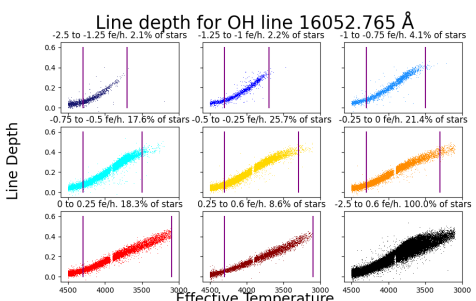 Line depth for OH line 16052.765 Å
-2.5 to -1.25 fe/h. 2.1% of stars -1.25 to -1 fe/h. 2.2% of stars -1 to -0.75 fe/h. 4.1% of stars
0.6
0.4
0.2
0.0
-0.75 to -0.5 fe/h. 17.6% of stars -0.5 to -0.25 fe/h. 25.7% of stars -0.25 to 0 fe/h. 21.4% of stars
0.6
0.4
0.2
0.0
Line Depth
0 to 0.25 fe/h. 18.3% of stars 0.25 to 0.6 fe/h. 8.6% of stars -2.5 to 0.6 fe/h. 100.0% of stars
0.6
0.4
0.2
0.0
4500 4000 3500 3000 4500 4000 3500 3000 4500 4000 3500 3000
Effective Temperature